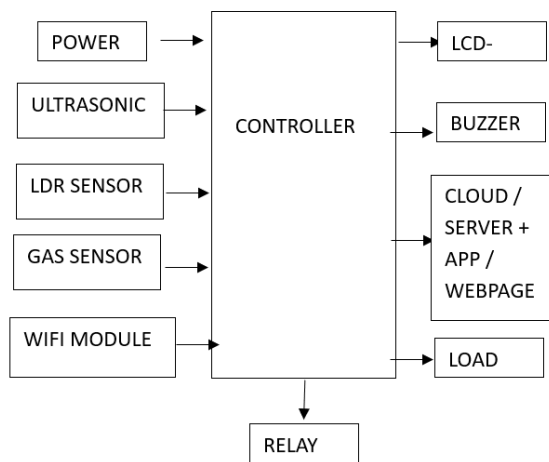 POWER
ULTRASONIC
LDR SENSOR
GAS SENSOR
WIFI MODULE
CONTROLLER
LCD-
BUZZER
CLOUD /
SERVER +
APP /
WEBPAGE
LOAD
RELAY